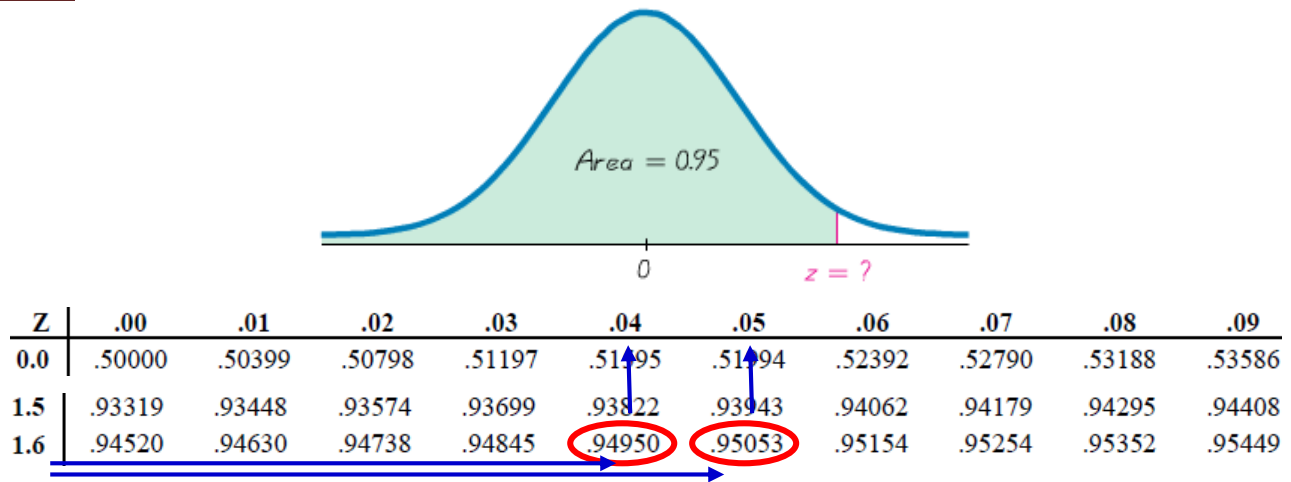 Area = 0.95
0
z = ?
Z .00 .01 .02 .03 .04 .05 .06 .07 .08 .09
0.0 .50000 .50399 .50798 .51197 .51595 .51994 .52392 .52790 .53188 .53586
1.5 .93319 .93448 .93574 .93699 .93822 .93943 .94062 .94179 .94295 .94408
1.6 .94520 .94630 .94738 .94845 .94950 .95053 .95154 .95254 .95352 .95449